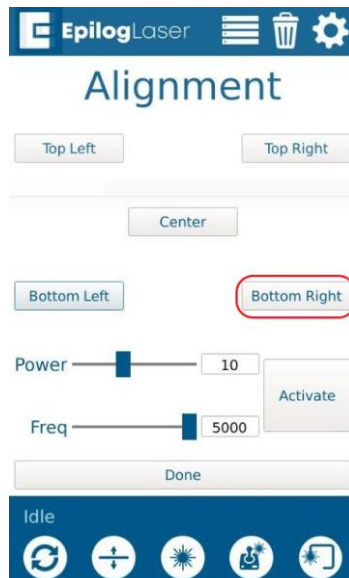 EpilogLaser
Alignment
Top Left Top Right
Center
Bottom Left Bottom Right
Power 10
Activate
Freq 5000
Done
Idle